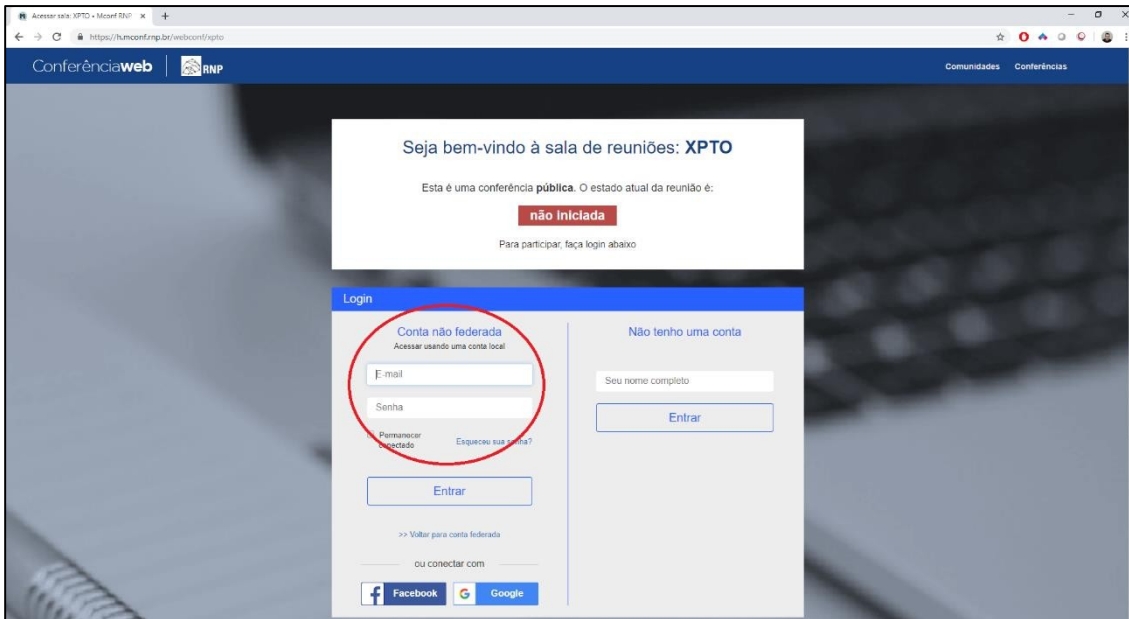 Acessar sala: XPTO • Mconf RNP
https://h.mconf.rnp.br/webconf/xpto
Conferênciaweb RNP
Comunidades Conferências
Seja bem-vindo à sala de reuniões: XPTO
Esta é uma conferência pública. O estado atual da reunião é:
não iniciada
Para participar, faça login abaixo
Login
Conta não federada
Acessar usando uma conta local
E-mail
Senha
Permanecer
conectado
Esqueceu sua senha?
Entrar
>> Voltar para conta federada
ou conectar com
Facebook
Google
Não tenho uma conta
Seu nome completo
Entrar